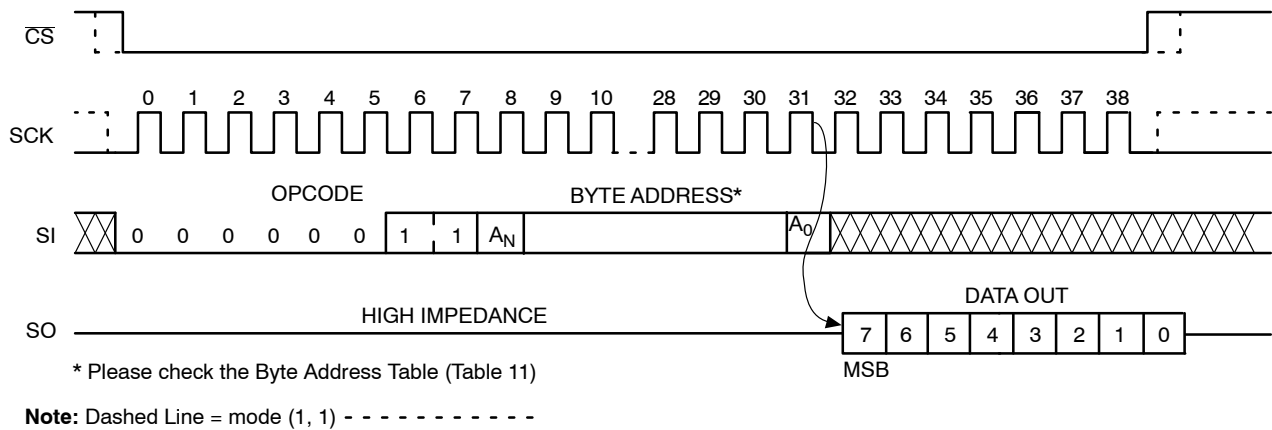 CS
0 1 2 3 4 5 6 7 8 9 10 28 29 30 31 32 33 34 35 36 37 38
SCK
OPCODE BYTE ADDRESS*
SI 0 0 0 0 0 0 1 1 AN A0
DATA OUT
HIGH IMPEDANCE
SO 7 6 5 4 3 2 1 0
* Please check the Byte Address Table (Table 11) MSB
Note: Dashed Line = mode (1, 1) - - - - - - - - - - -